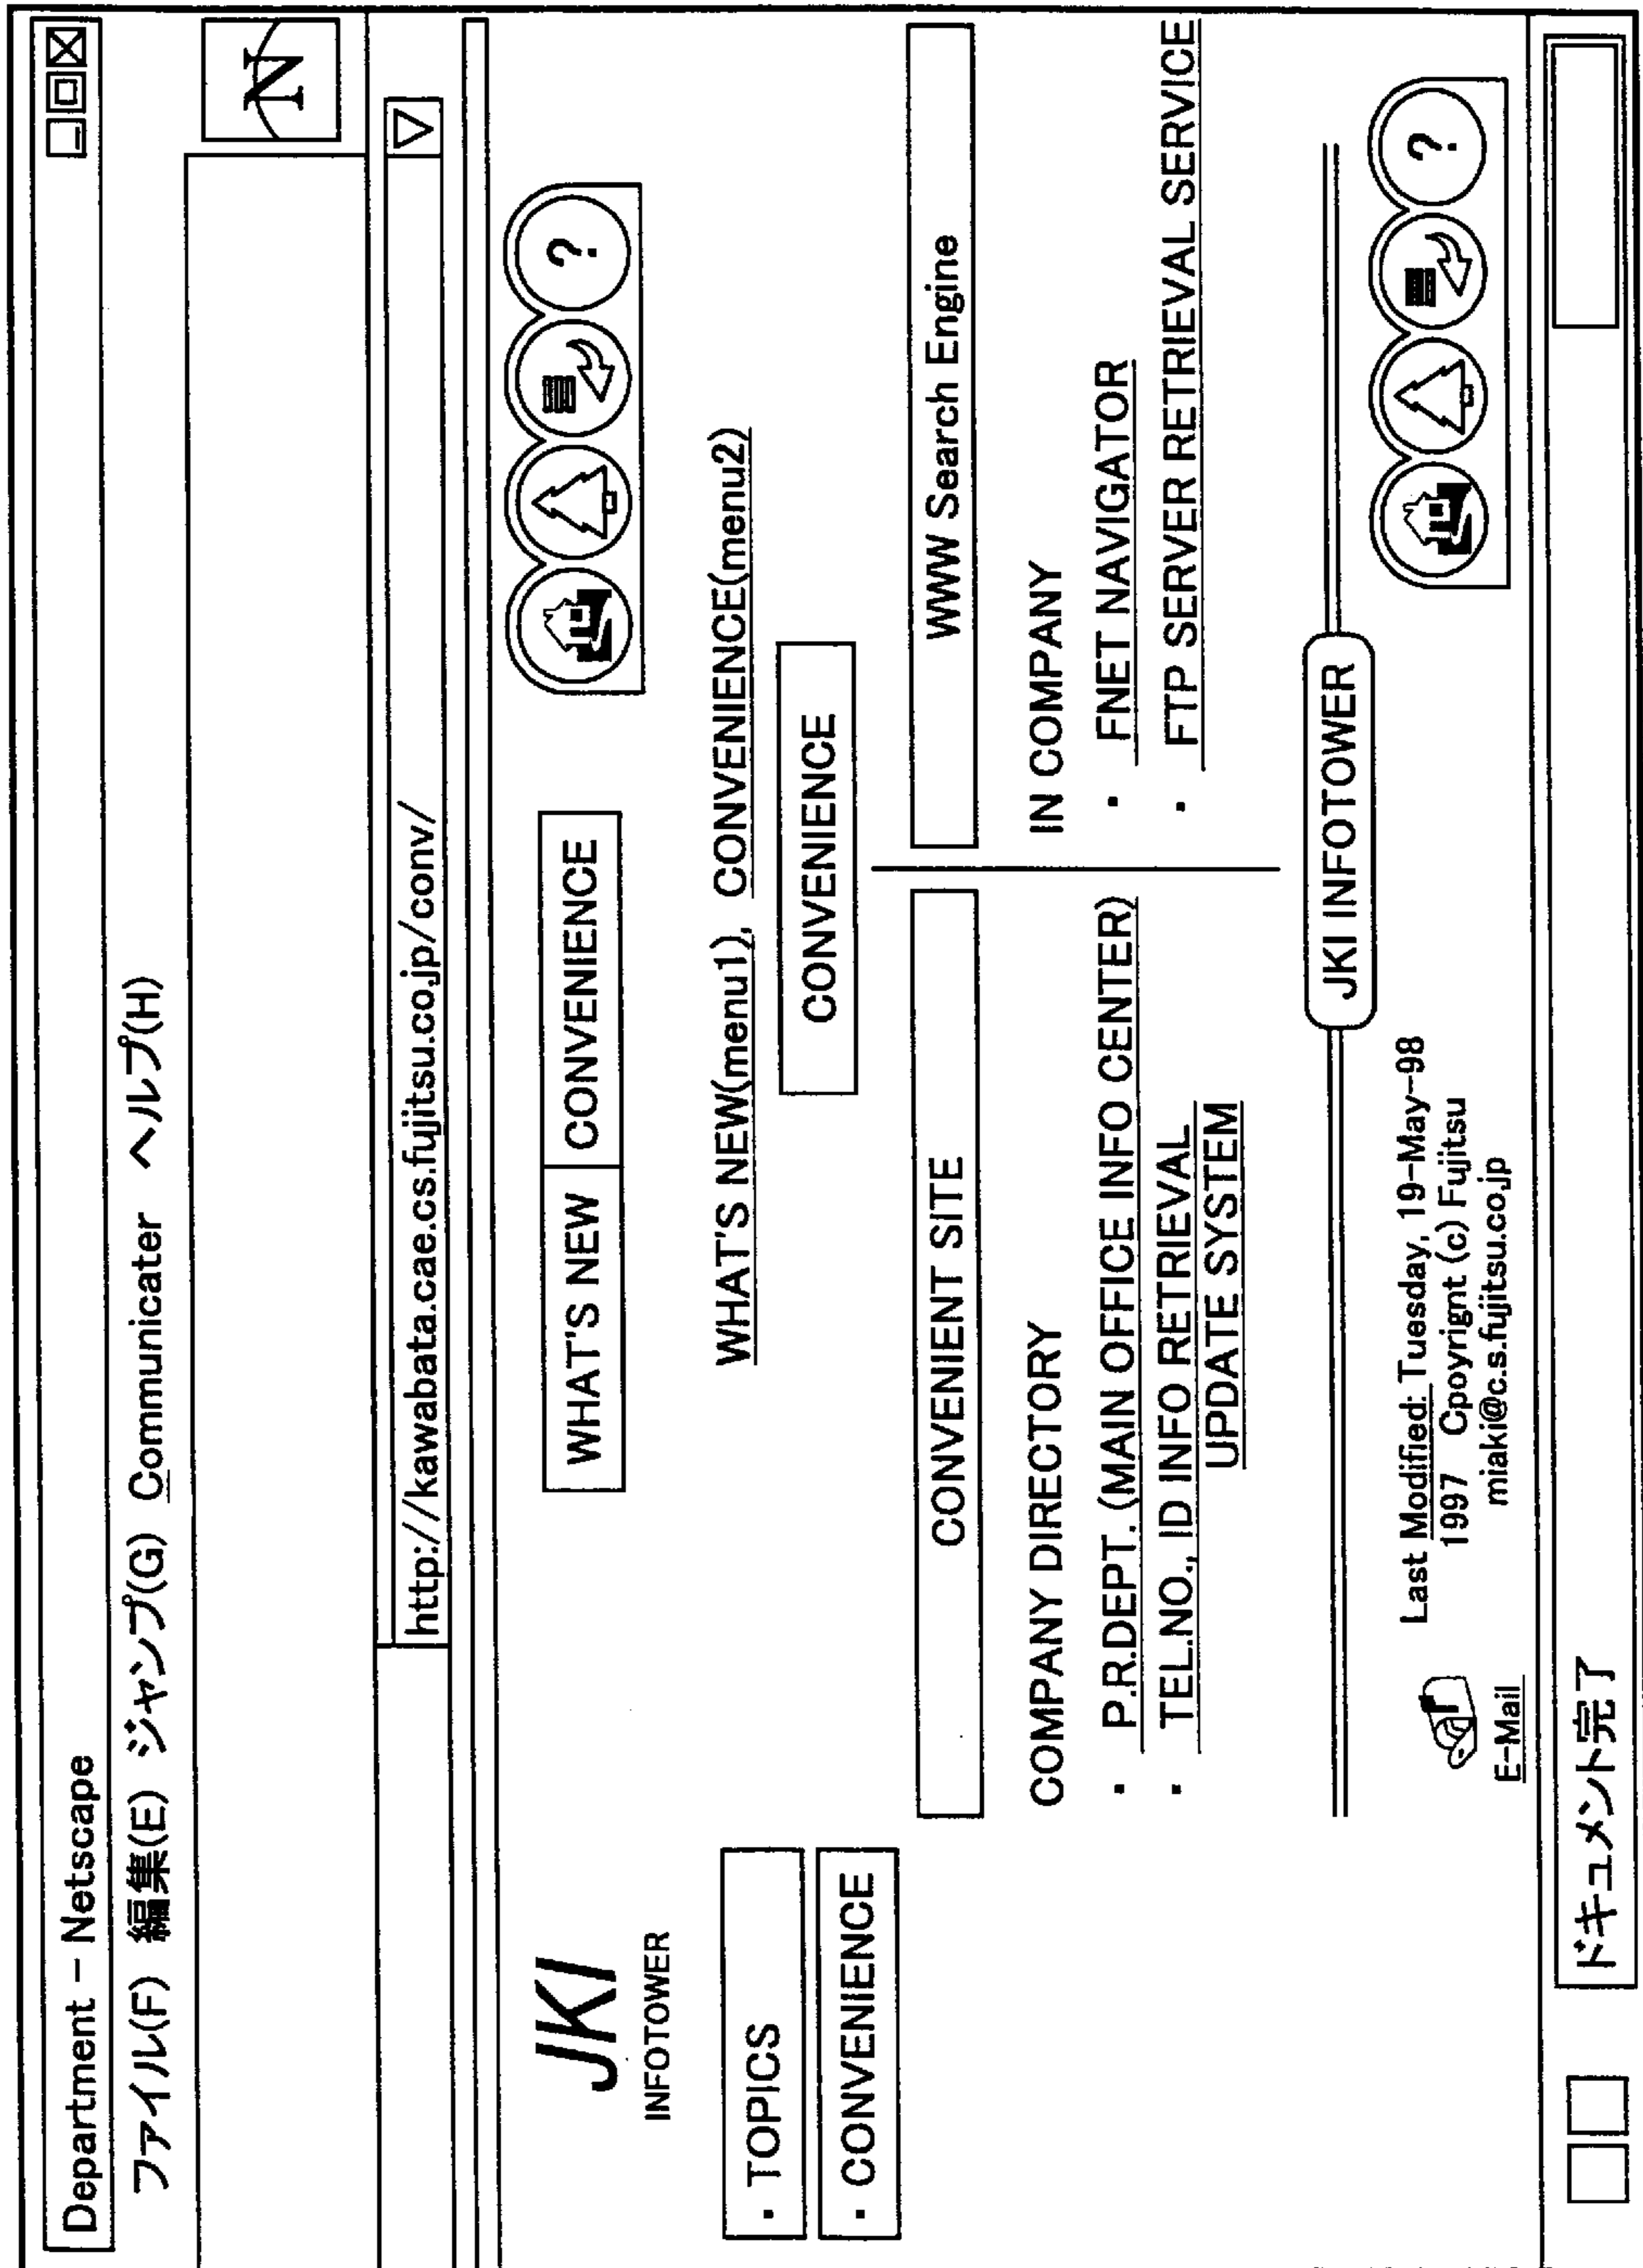 Department - Netscape
ファイル(F) 編集(E) ジャンプ(G) Communicater ヘルプ(H)
N
http://kawabata.cae.cs.fujitsu.co,jp/conv/
JKI
INFOTOWER
WHAT'S NEW CONVENIENCE
?
· TOPICS
· CONVENIENCE
WHAT'S NEW(menu1), CONVENIENCE(menu2)
CONVENIENCE
CONVENIENT SITE
COMPANY DIRECTORY
· P.R.DEPT. (MAIN OFFICE INFO CENTER)
· TEL.NO., ID INFO RETRIEVAL
UPDATE SYSTEM
WWW Search Engine
IN COMPANY
· FNET NAVIGATOR
· FTP SERVER RETRIEVAL SERVICE
JKI INFOTOWER
E-Mail
Last Modified: Tuesday, 19-May--98
1997 Cpoyrignt (c) Fujitsu
miaki@c.s.fujitsu.co,jp
?
ドキュメント完了